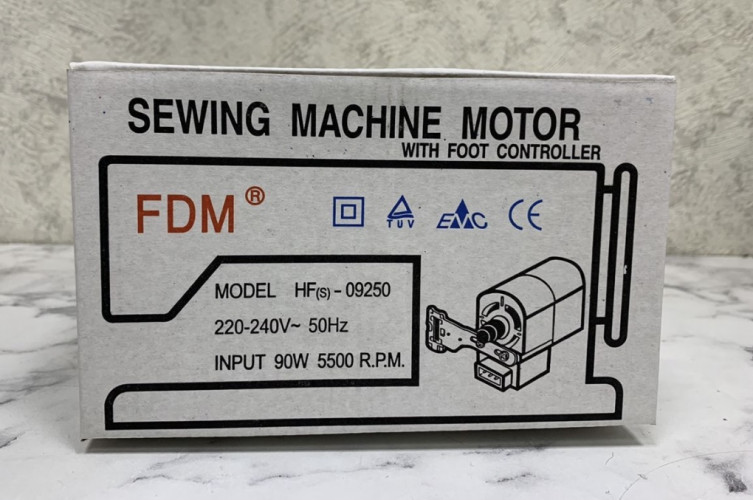 SEWING MACHINE MOTOR
WITH FOOT CONTROLLER
FDM®
TUV EMC CE
MODEL HF(S)-09250
220-240V~ 50Hz
INPUT 90W 5500 R.P.M.